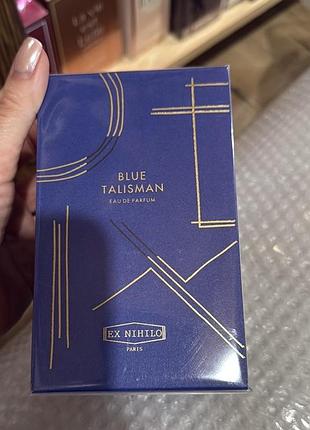 BLUE
TALISMAN
EAU DE PARFUM
EX NIHILO
PARIS